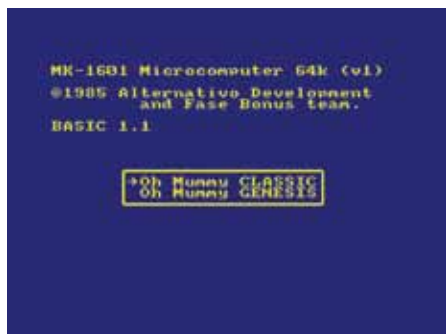 MK-1601 Microcomputer 64k (v1)
©1985 Alternativo Development
and Fase Bonus team.
BASIC 1.1
→Oh Mummy CLASSIC
Oh Mummy GENESIS